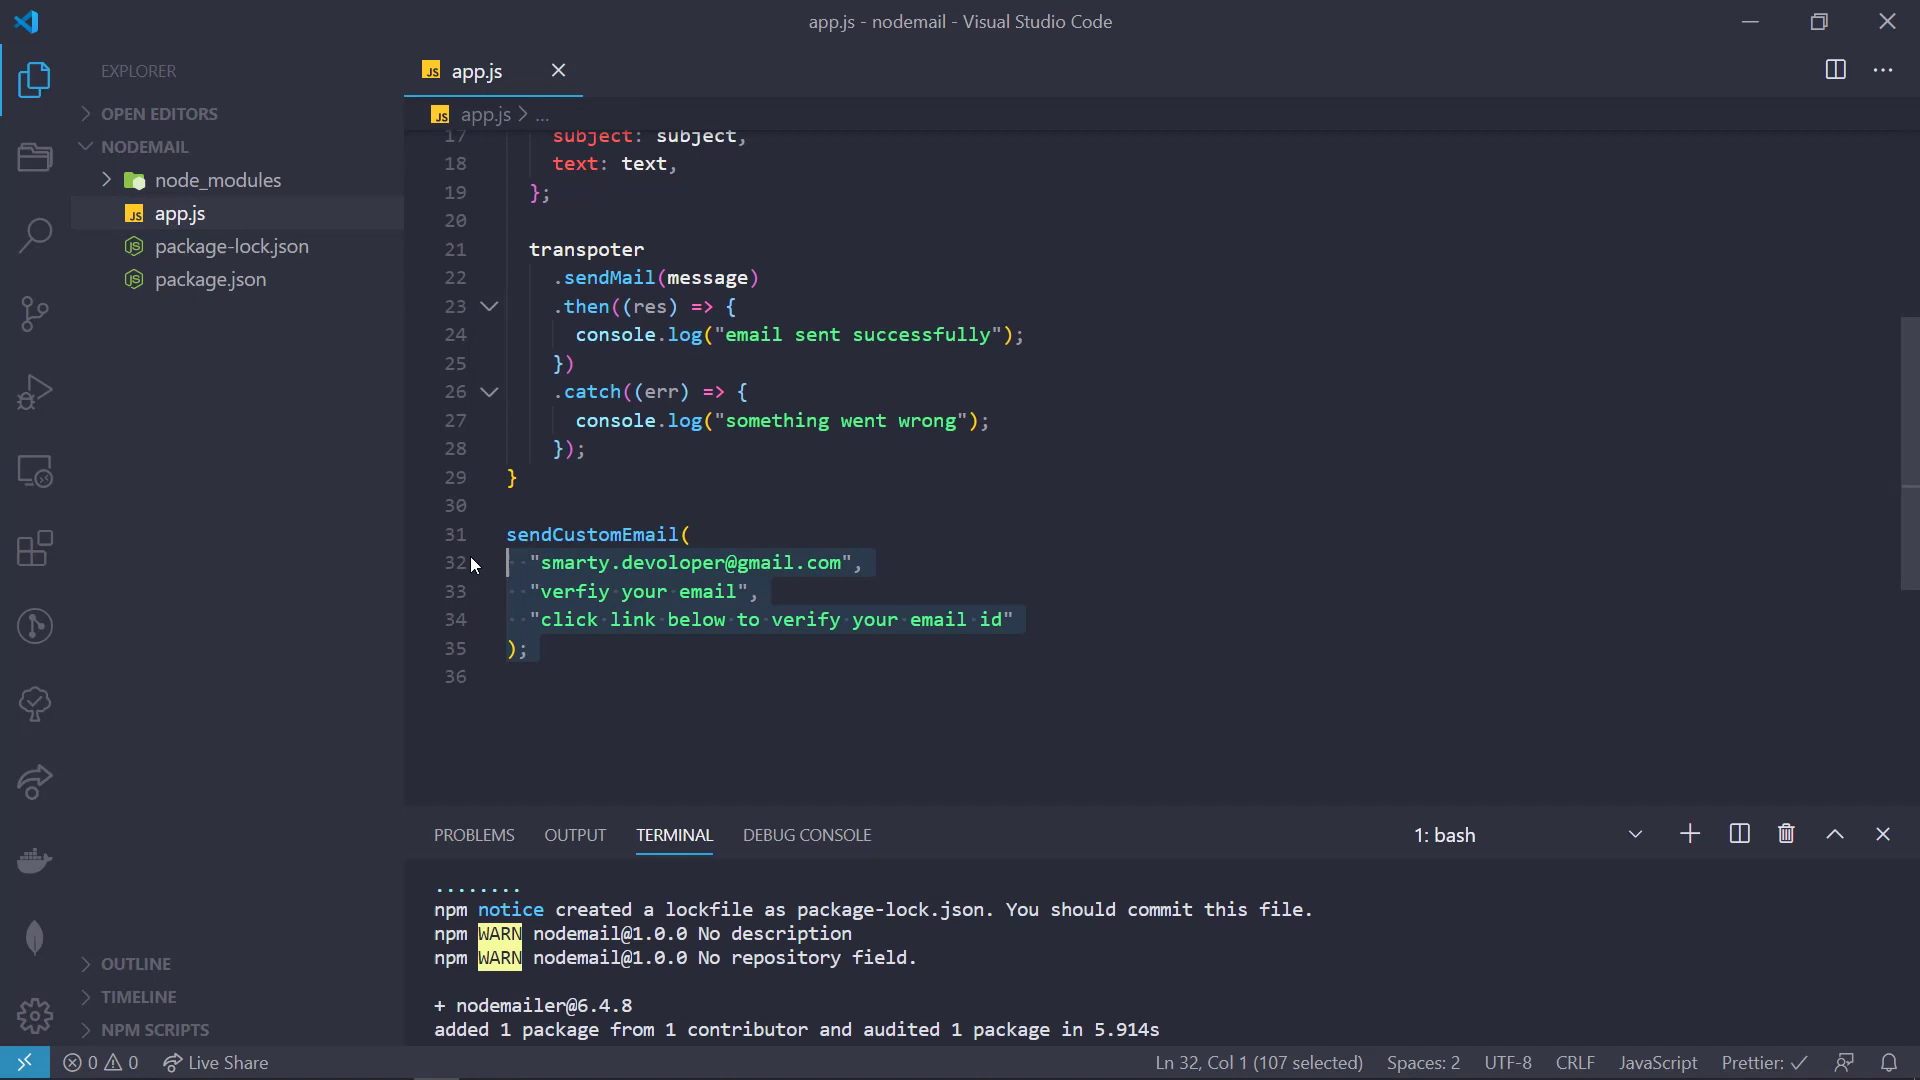 app.js - nodemail - Visual Studio Code
EXPLORER
OPEN EDITORS
NODEMAIL
node_modules
JS app.js
package-lock.json
package.json
OUTLINE
TIMELINE
NPM SCRIPTS
JS app.js
JS app.js > ...
17 subject: subject,
18 text: text,
19 };
20
21 transpoter
22 .sendMail(message)
23 .then((res) => {
24 console.log("email sent successfully");
25 })
26 .catch((err) => {
27 console.log("something went wrong");
28 });
29 }
30
31 sendCustomEmail(
32 ··"smarty.devoloper@gmail.com",
33 ··"verfiy·your·email",
34 ··"click·link·below·to·verify·your·email·id"
35 );
36
PROBLEMS OUTPUT TERMINAL DEBUG CONSOLE 1: bash
........
npm notice created a lockfile as package-lock.json. You should commit this file.
npm WARN nodemail@1.0.0 No description
npm WARN nodemail@1.0.0 No repository field.
+ nodemailer@6.4.8
added 1 package from 1 contributor and audited 1 package in 5.914s
0 0 Live Share Ln 32, Col 1 (107 selected) Spaces: 2 UTF-8 CRLF JavaScript Prettier: ✓